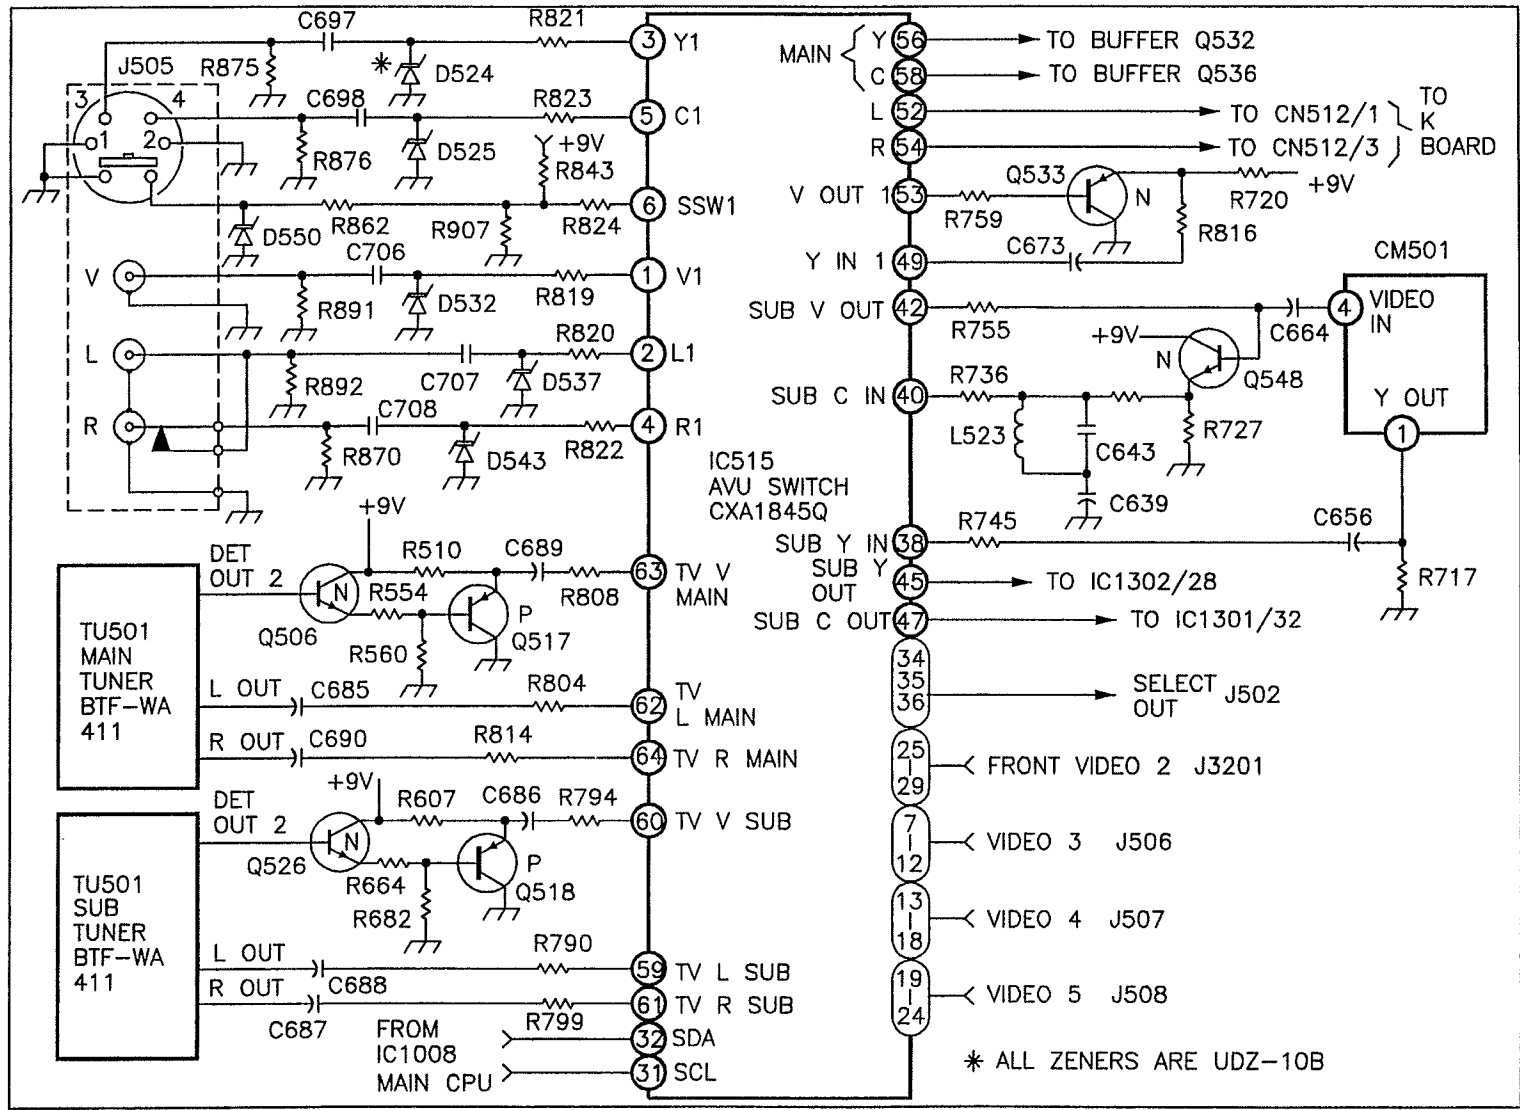 C697
R821
3
Y1
R875
* D524
J505
3
4
1
2
C698
R823
5
C1
+9V
R876
D525
R843
6
SSW1
D550
R862
R907
R824
C706
V
1
V1
R891
D532
R819
L
R820
2
L1
R892
C707
D537
C708
R
4
R1
R870
D543
R822
IC515
AVU SWITCH
CXA1845Q
+9V
DET
OUT 2
R510
C689
N
R554
63
TV V
MAIN
R808
P
Q506
Q517
R560
TU501
MAIN
TUNER
BTF-WA
411
L OUT
C685
R804
62
TV
L MAIN
R OUT
C690
R814
64
TV R MAIN
+9V
DET
OUT 2
R607
C686
R794
60
TV V SUB
N
Q526
P
R664
Q518
R682
TU501
SUB
TUNER
BTF-WA
411
L OUT
C688
R790
59
TV L SUB
R OUT
C687
R799
61
TV R SUB
FROM
IC1008
MAIN CPU
32
SDA
31
SCL
MAIN
Y
56
TO BUFFER Q532
C
58
TO BUFFER Q536
L
52
TO CN512/1
R
54
TO CN512/3
TO
K
BOARD
V OUT 1
53
R759
Q533
N
R720
+9V
R816
C673
Y IN 1
49
CM501
SUB V OUT
42
R755
C664
4
VIDEO
IN
+9V
N
Q548
SUB C IN
40
R736
L523
C643
R727
Y OUT
1
C639
SUB Y IN
38
R745
C656
R717
SUB Y
OUT
45
TO IC1302/28
SUB C OUT
47
TO IC1301/32
34
35
36
SELECT
OUT
J502
25
29
FRONT VIDEO 2 J3201
7
12
VIDEO 3 J506
13
18
VIDEO 4 J507
19
24
VIDEO 5 J508
* ALL ZENERS ARE UDZ-10B